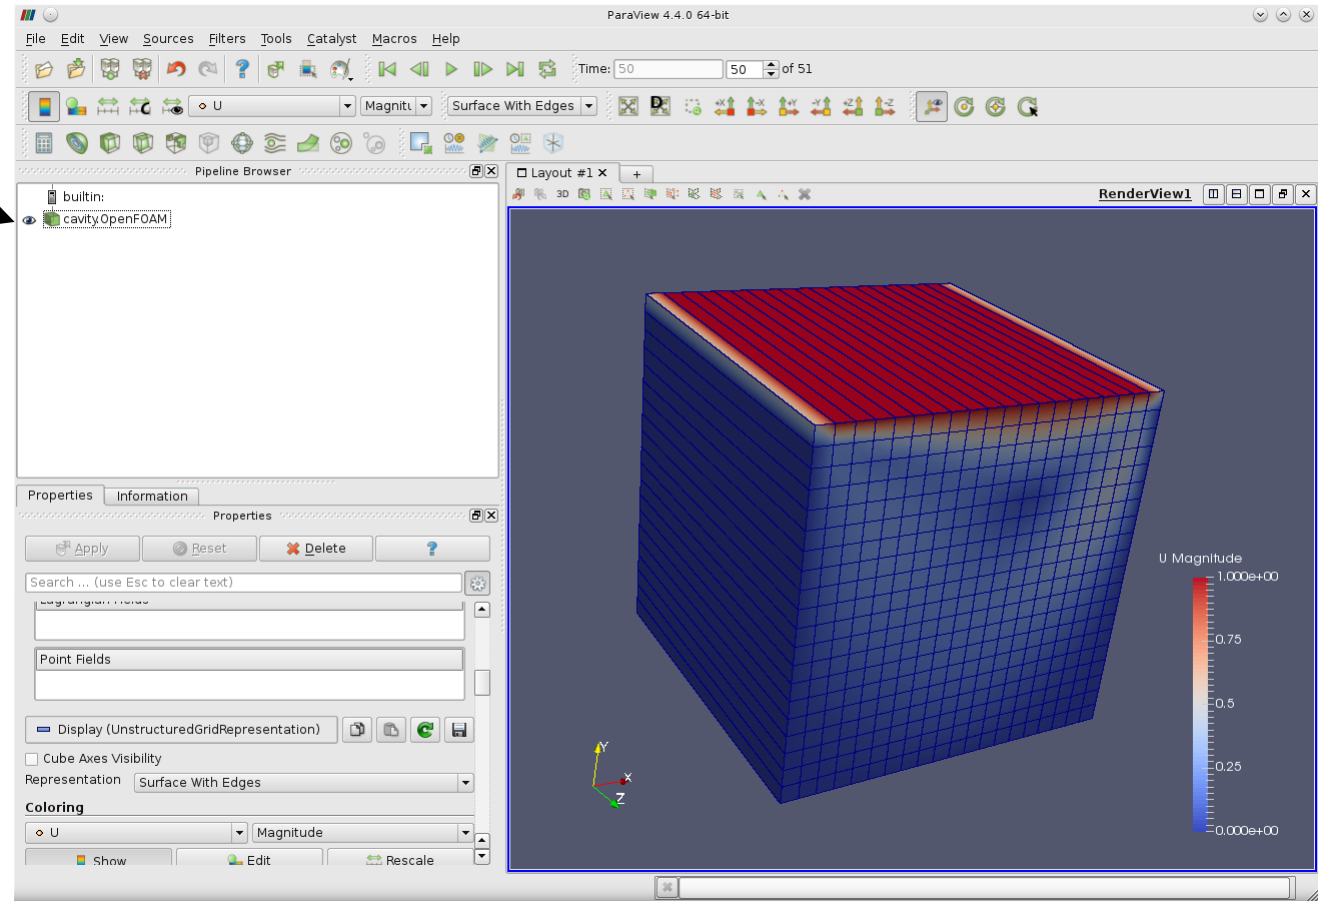 ParaView 4.4.0 64-bit
File Edit View Sources Filters Tools Catalyst Macros Help
Time: 50 50 of 51
U Magnitu Surface With Edges
Pipeline Browser
Layout #1 +
3D RenderView1
builtin:
cavity.OpenFOAM
Properties Information
Properties
Apply Reset Delete ?
Search ... (use Esc to clear text)
Lagrangian Fields
Point Fields
Display (UnstructuredGridRepresentation)
Cube Axes Visibility
Representation Surface With Edges
Coloring
U Magnitude
Show Edit Rescale
U Magnitude
1.000e+00
0.75
0.5
0.25
0.000e+00
Y
X
Z